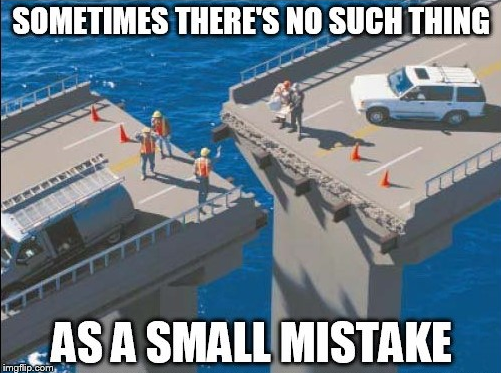 SOMETIMES THERE'S NO SUCH THING
AS A SMALL MISTAKE
imgflip.com